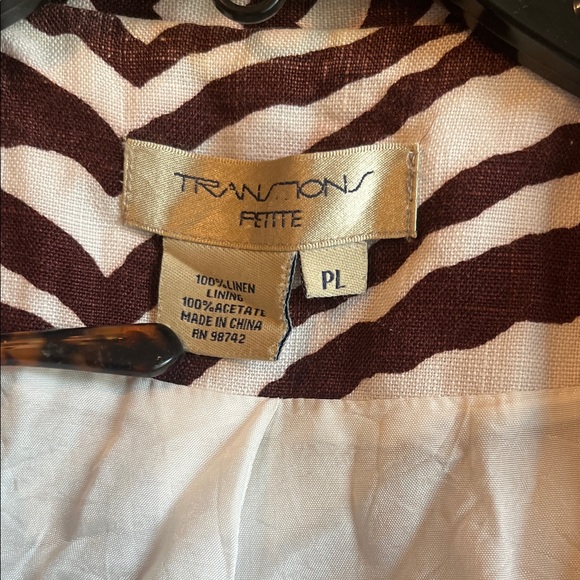 TRANSITIONS
PETITE
PL
100% LINEN
LINING
100% ACETATE
MADE IN CHINA
RN 98742